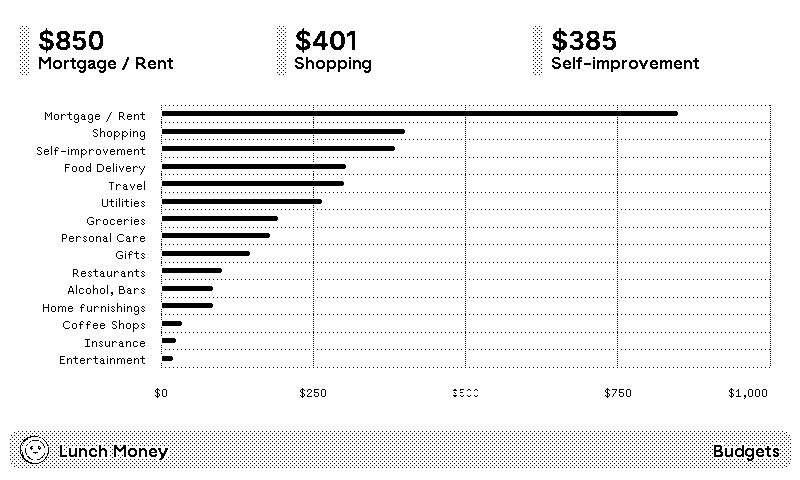 $850
Mortgage / Rent
$401
Shopping
$385
Self-improvement
Mortgage / Rent
Shopping
Self-improvement
Food Delivery
Travel
Utilities
Groceries
Personal Care
Gifts
Restaurants
Alcohol, Bars
Home furnishings
Coffee Shops
Insurance
Entertainment
$0 $250 $500 $750 $1,000
Lunch Money
Budgets